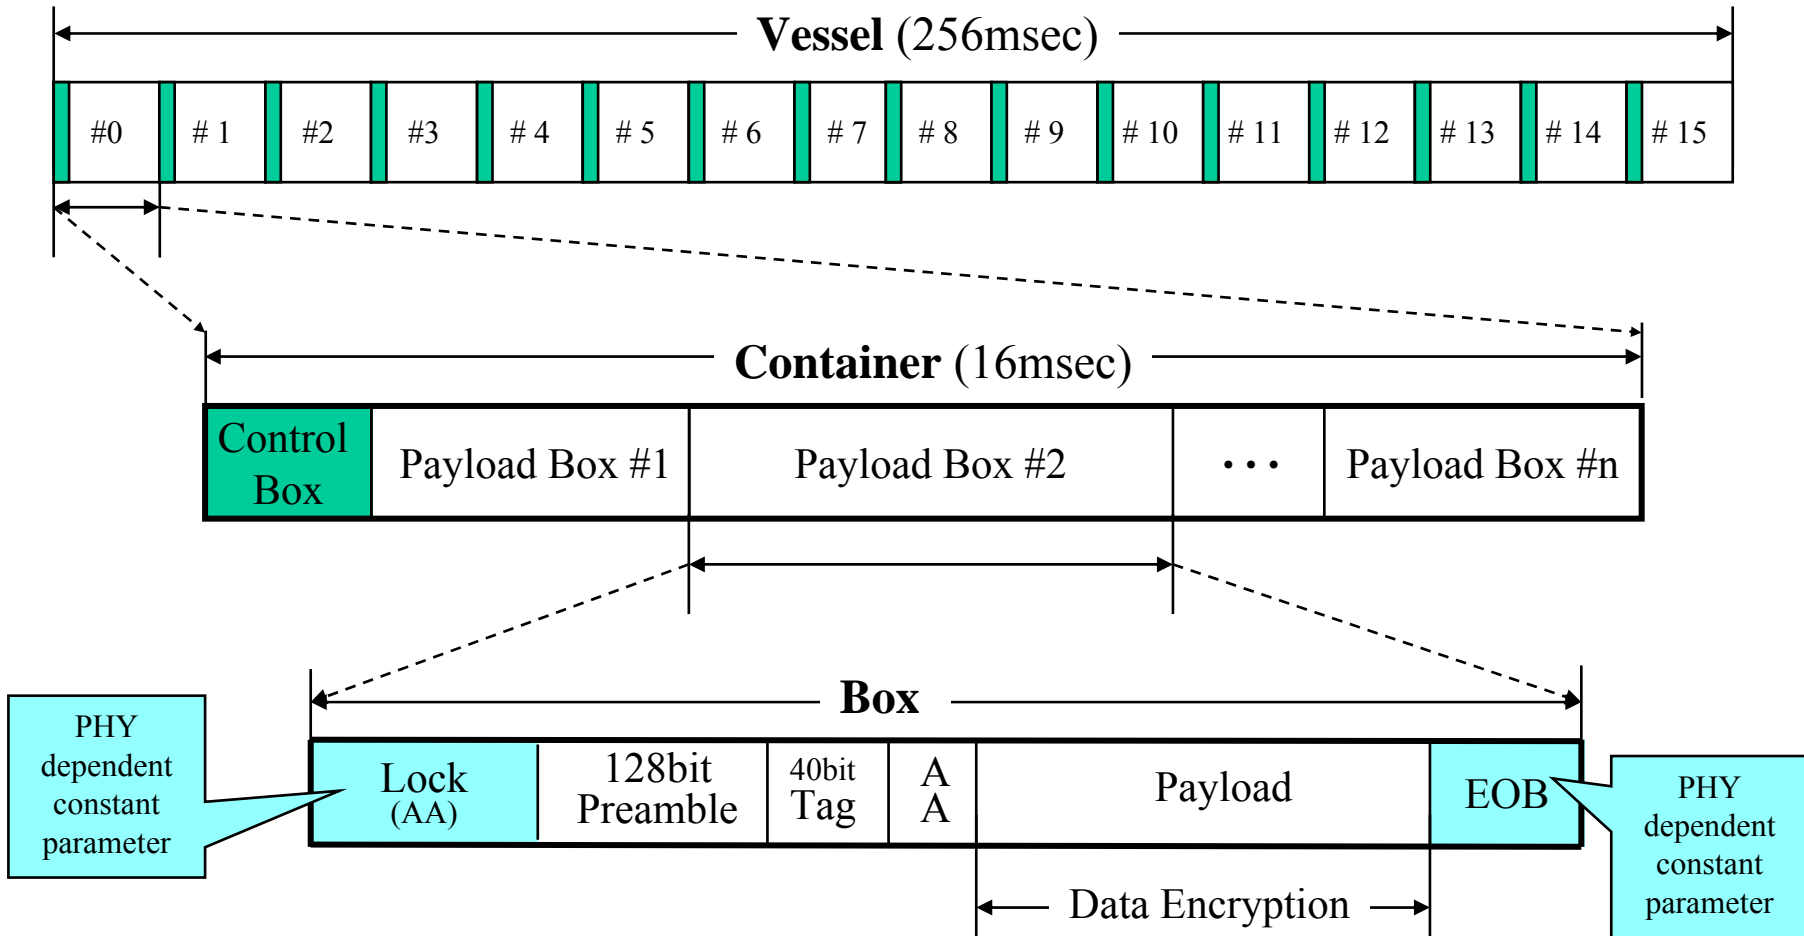 Vessel (256msec)
#0 # 1 #2 #3 # 4 # 5 # 6 # 7 # 8 # 9 # 10 # 11 # 12 # 13 # 14 # 15
Container (16msec)
Control
Box
Payload Box #1
Payload Box #2
···
Payload Box #n
Box
PHY
dependent
constant
parameter
Lock
(AA)
128bit
Preamble
40bit
Tag
A
A
Payload
EOB
PHY
dependent
constant
parameter
Data Encryption